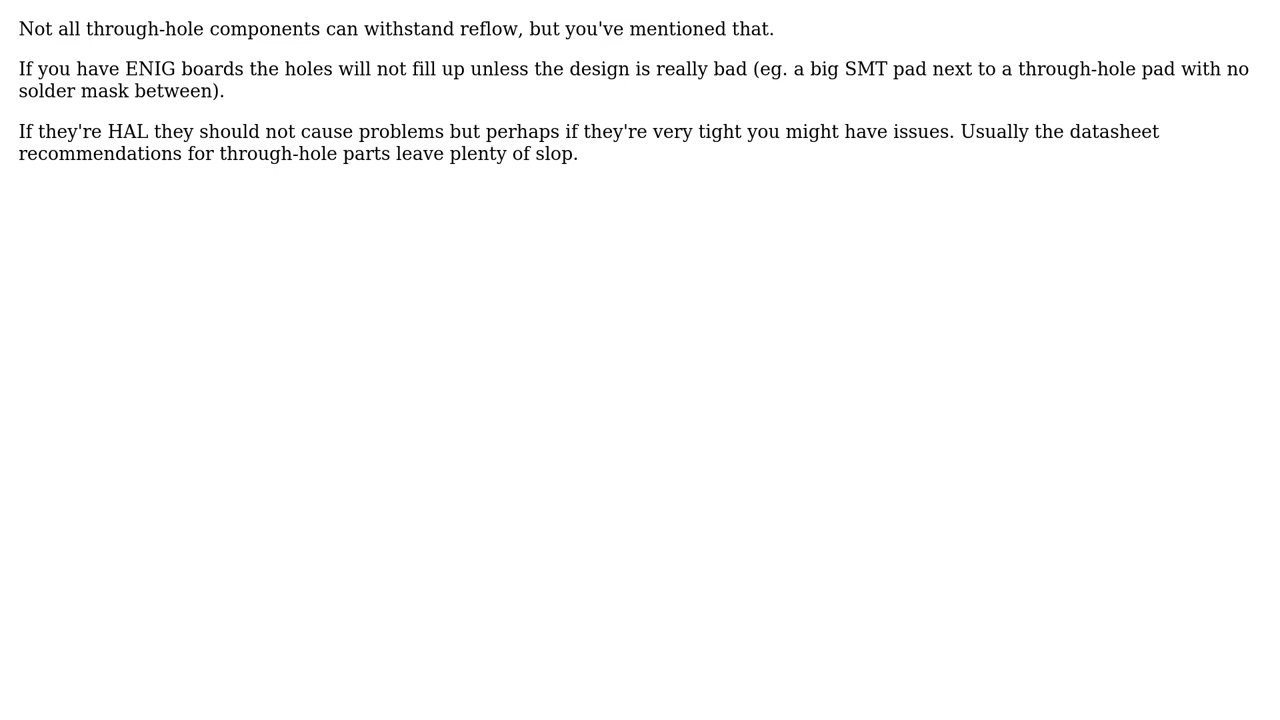 Not all through-hole components can withstand reflow, but you've mentioned that.
If you have ENIG boards the holes will not fill up unless the design is really bad (eg. a big SMT pad next to a through-hole pad with no
solder mask between).
If they're HAL they should not cause problems but perhaps if they're very tight you might have issues. Usually the datasheet
recommendations for through-hole parts leave plenty of slop.